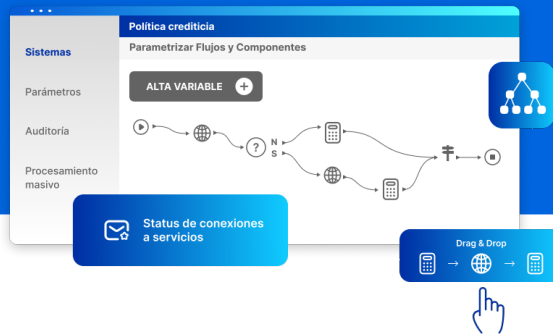 Política crediticia
Sistemas
Parametrizar Flujos y Componentes
Parámetros
ALTA VARIABLE
Auditoría
?
N
S
Procesamiento
masivo
Status de conexiones
a servicios
Drag & Drop